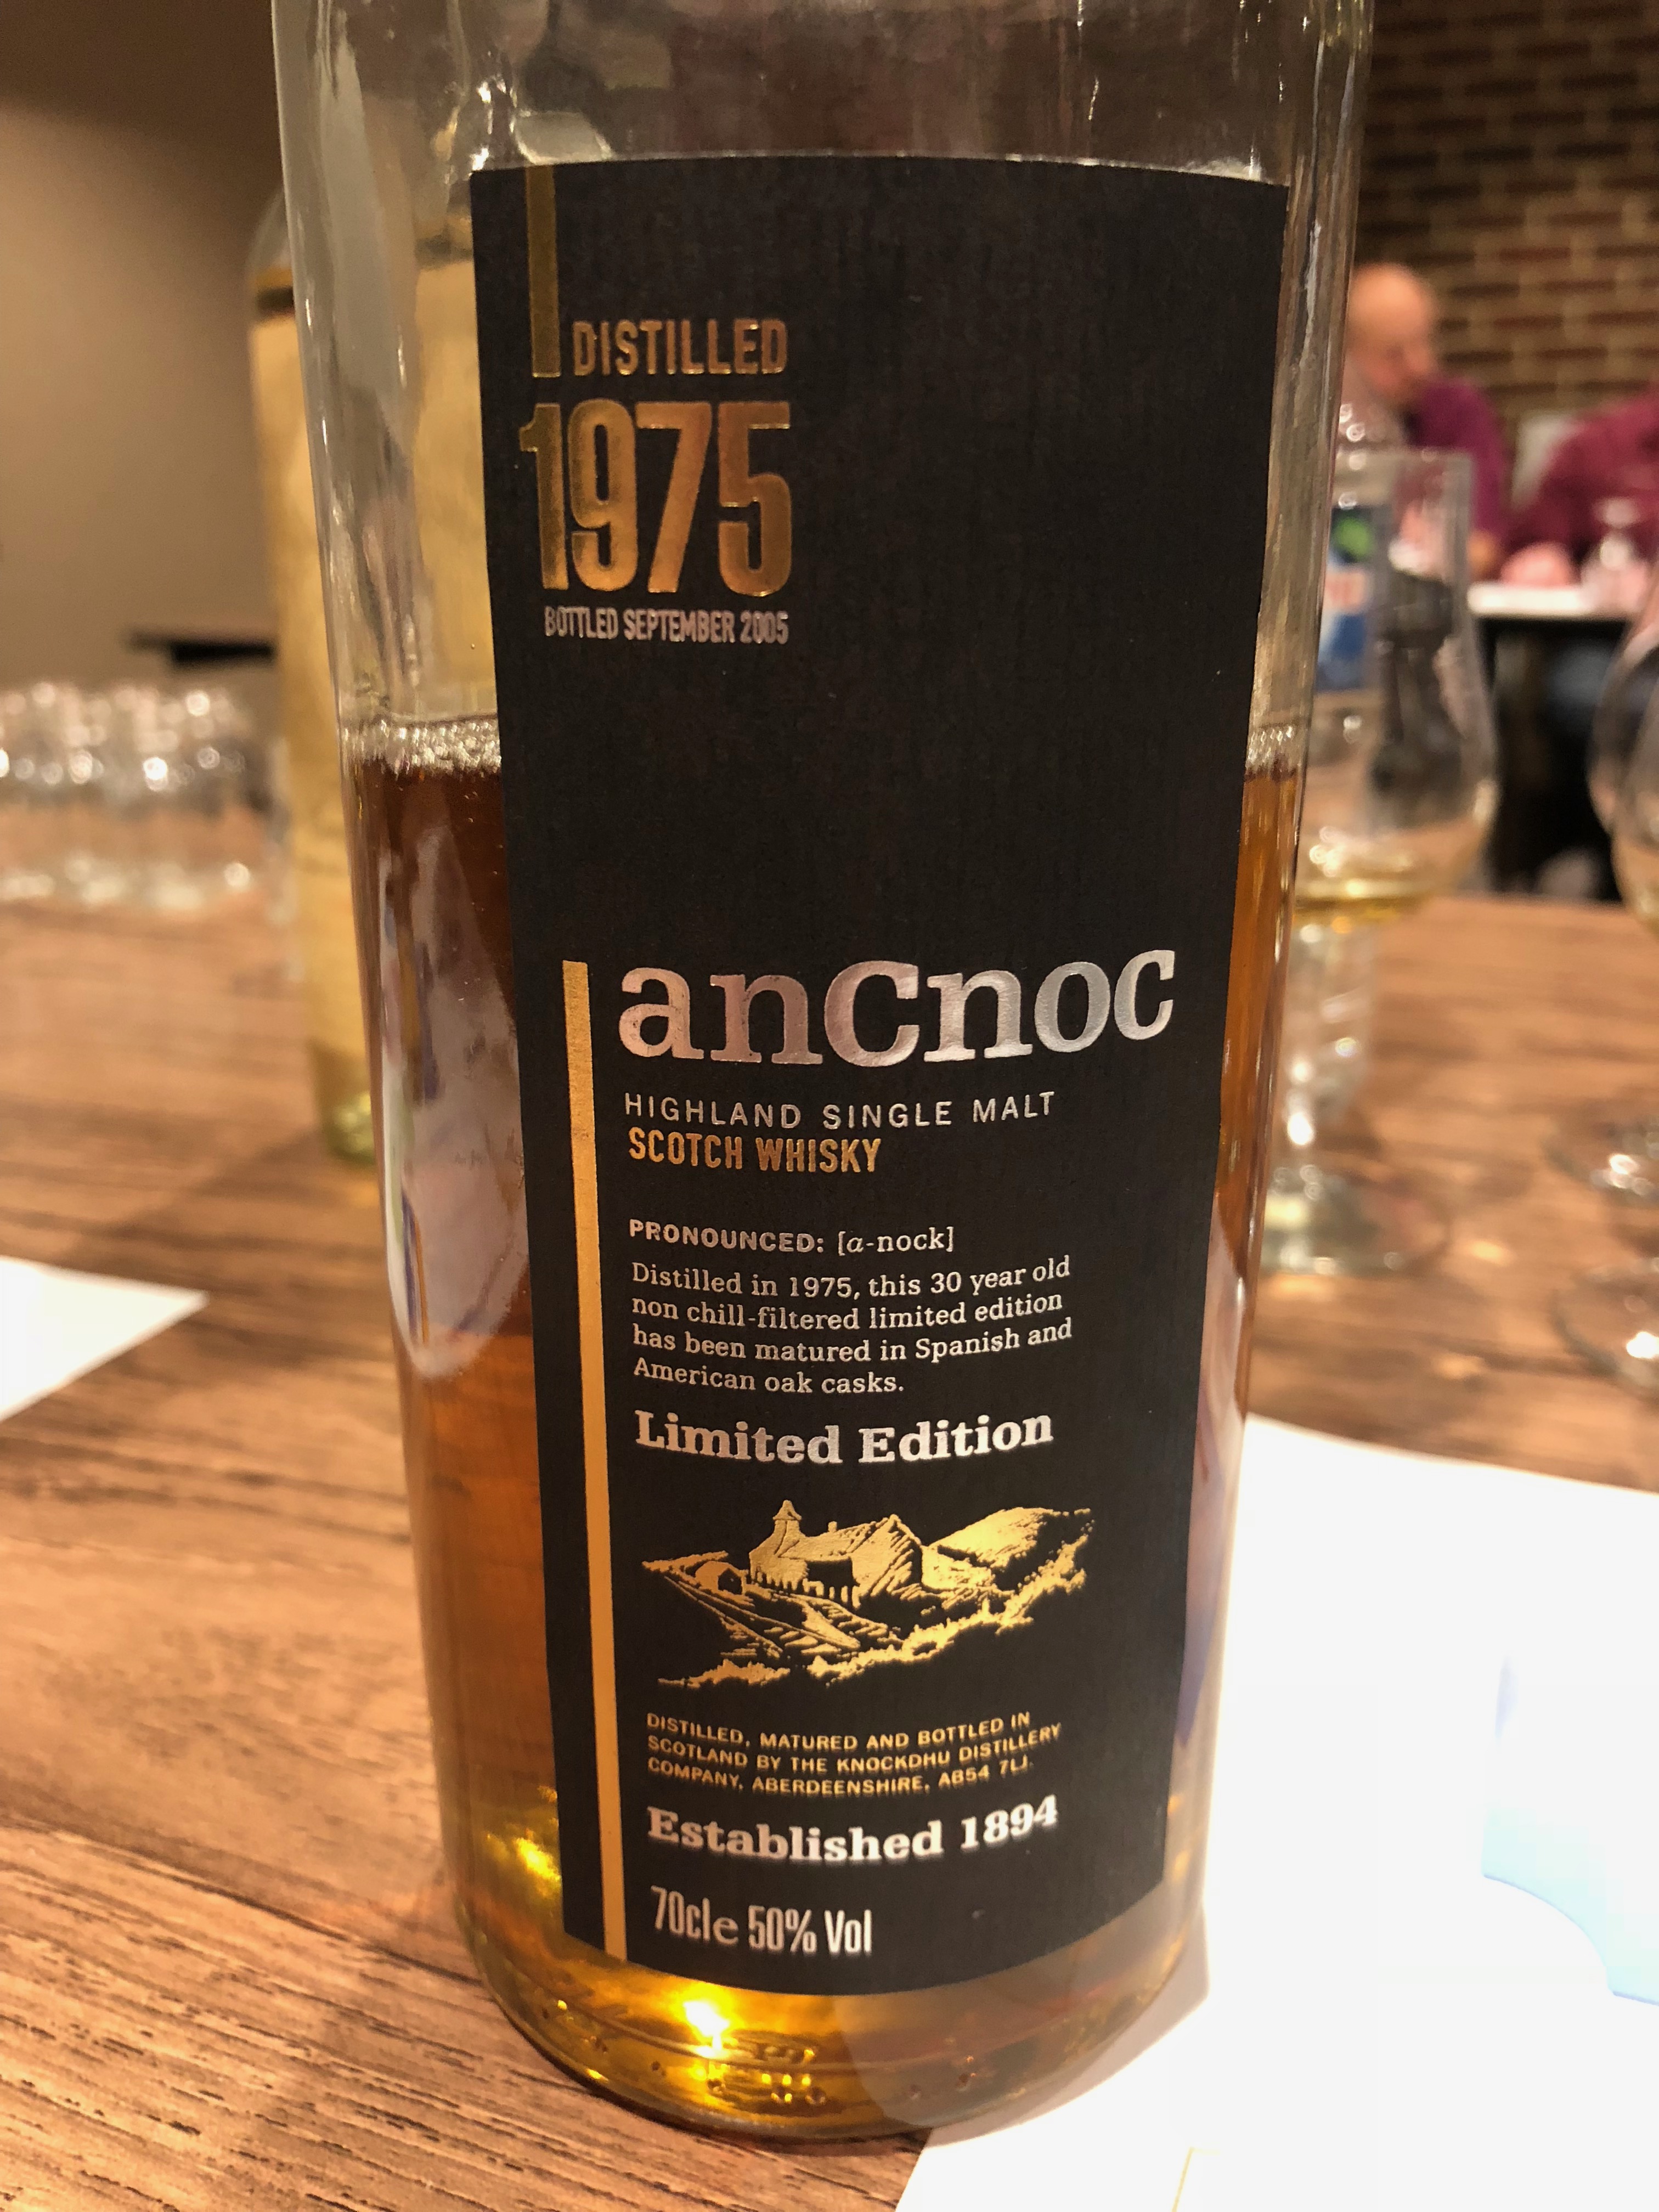 DISTILLED
1975
BOTTLED SEPTEMBER 2005
anCnoc
HIGHLAND SINGLE MALT
SCOTCH WHISKY
PRONOUNCED: [a-nock]
Distilled in 1975, this 30 year old
non chill-filtered limited edition
has been matured in Spanish and
American oak casks.
Limited Edition
DISTILLED, MATURED AND BOTTLED IN
SCOTLAND BY THE KNOCKDHU DISTILLERY
COMPANY, ABERDEENSHIRE, AB54 7LJ.
Established 1894
70cl e 50% Vol